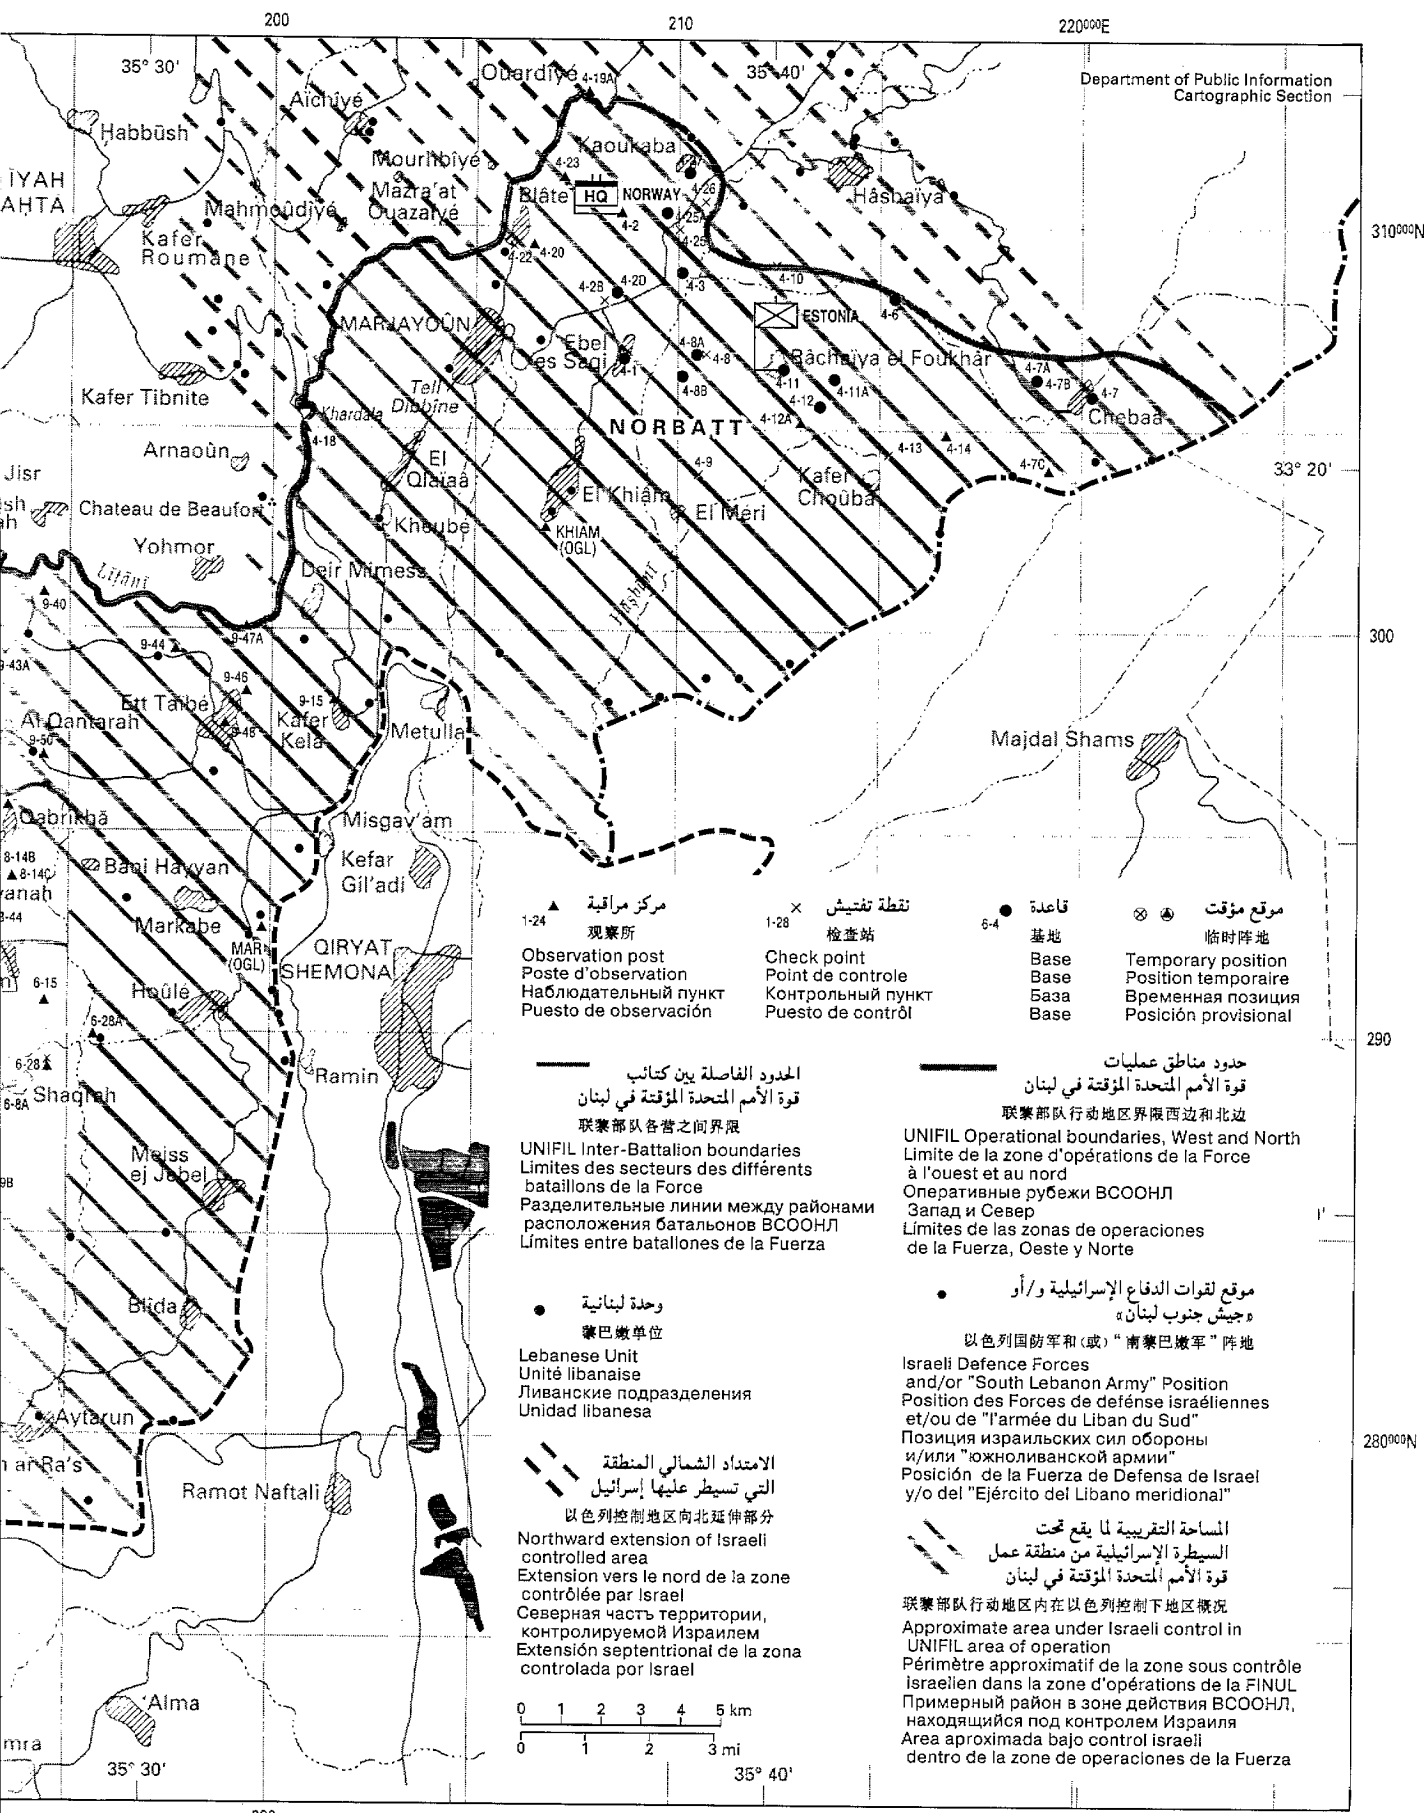 200
210
220⁰⁰⁰E
35° 30'
35° 40'
Department of Public Information
Cartographic Section
Ouardîyé
4-19A
Aïchîyé
Ḥabbūsh
Kaoukaba
Mourhbîyé
4-23
ĪYAH
AḤṬĀ
Mazra'at
Ouazaïyé
Blâte
HQ
NORWAY
4-26
Hâsbaïya
Mahmoûdîyé
4-2
4-25A
4-25
Kafer
Roumâne
310⁰⁰⁰N
4-22
4-20
4-2B
4-2D
4-3
4-10
4-6
MARJAYOÛN
ESTONIA
Ebel
es Saqi
4-1
4-8A
4-8
Râchaïya el Foukhâr
4-7A
4-7B
4-7
4-11
4-11A
4-8B
Kafer Tibnite
Tell
Dibbîne
Khardala
4-18
4-12
4-12A
Chebaa
NORBATT
Arnaoûn
El
Qlaïaâ
4-9
4-13
4-14
4-7C
33° 20'
Jisr
Kafer
Choûba
Chateau de Beaufort
Kheubé
El Khiâm
KHIAM
(OGL)
El Meri
Yohmor
Deir Mimess
Līṭānī
Hāṣbānī
9-40
9-47A
9-44
300
9-43A
9-46
Ett Taïbé
9-15
Al Qantarah
9-48
9-50
Kafer
Kela
Metulla
Majdal Shams
Qabrīkhā
Misgav'am
8-14B
8-14C
Bani Hayyan
Kefar
Gil'adi
Markabe
MAR
(OGL)
QIRYAT
SHEMONA
6-15
Hoûlé
6-28A
6-28
Ramin
Shaqrah
6-8A
290
Meiss
ej Jebel
Blîda
Aytarun
280⁰⁰⁰N
Ramot Naftali
Alma
35° 30'
35° 40'
1-24
مركز مراقبة
观察所
Observation post
Poste d'observation
Наблюдательный пункт
Puesto de observación
1-28
نقطة تفتيش
检查站
Check point
Point de controle
Контрольный пункт
Puesto de contrôl
6-4
قاعدة
基地
Base
Base
База
Base
موقع مؤقت
临时阵地
Temporary position
Position temporaire
Временная позиция
Posición provisional
الحدود الفاصلة بين كتائب
قوة الأمم المتحدة المؤقتة في لبنان
联黎部队各营之间界限
UNIFIL Inter-Battalion boundaries
Limites des secteurs des différents
bataillons de la Force
Разделительные линии между районами
расположения батальонов ВСООНЛ
Límites entre batallones de la Fuerza
حدود مناطق عمليات
قوة الأمم المتحدة المؤقتة في لبنان
联黎部队行动地区界限西边和北边
UNIFIL Operational boundaries, West and North
Limite de la zone d'opérations de la Force
à l'ouest et au nord
Оперативные рубежи ВСООНЛ
Запад и Север
Límites de las zonas de operaciones
de la Fuerza, Oeste y Norte
وحدة لبنانية
黎巴嫩单位
Lebanese Unit
Unité libanaise
Ливанские подразделения
Unidad libanesa
موقع لقوات الدفاع الإسرائيلية و/أو
«جيش جنوب لبنان»
以色列国防军和(或)“南黎巴嫩军”阵地
Israeli Defence Forces
and/or "South Lebanon Army" Position
Position des Forces de défénse israéliennes
et/ou de "l'armée du Liban du Sud"
Позиция израильских сил обороны
и/или "южноливанской армии"
Posición de la Fuerza de Defensa de Israel
y/o del "Ejército del Libano meridional"
الامتداد الشمالي المنطقة
التي تسيطر عليها إسرائيل
以色列控制地区向北延伸部分
Northward extension of Israeli
controlled area
Extension vers le nord de la zone
contrôlée par Israel
Северная часть территории,
контролируемой Израилем
Extensión septentrional de la zona
controlada por Israel
المساحة التقريبية لما يقع تحت
السيطرة الإسرائيلية من منطقة عمل
قوة الأمم المتحدة المؤقتة في لبنان
联黎部队行动地区内在以色列控制下地区概况
Approximate area under Israeli control in
UNIFIL area of operation
Périmètre approximatif de la zone sous contrôle
israelien dans la zone d'opérations de la FINUL
Примерный район в зоне действия ВСООНЛ,
находящийся под контролем Израиля
Area aproximada bajo control israeli
dentro de la zone de operaciones de la Fuerza
0 1 2 3 4 5 km
0 1 2 3 mi